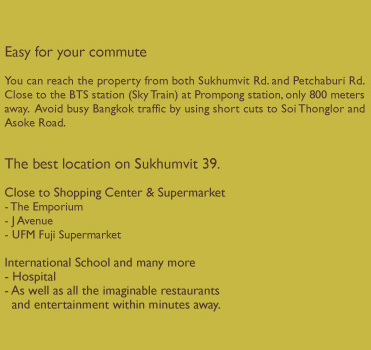 Easy for your commute
You can reach the property from both Sukhumvit Rd. and Petchaburi Rd.
Close to the BTS station (Sky Train) at Prompong station, only 800 meters
away. Avoid busy Bangkok traffic by using short cuts to Soi Thonglor and
Asoke Road.
The best location on Sukhumvit 39.
Close to Shopping Center & Supermarket
- The Emporium
- J Avenue
- UFM Fuji Supermarket
International School and many more
- Hospital
- As well as all the imaginable restaurants
and entertainment within minutes away.